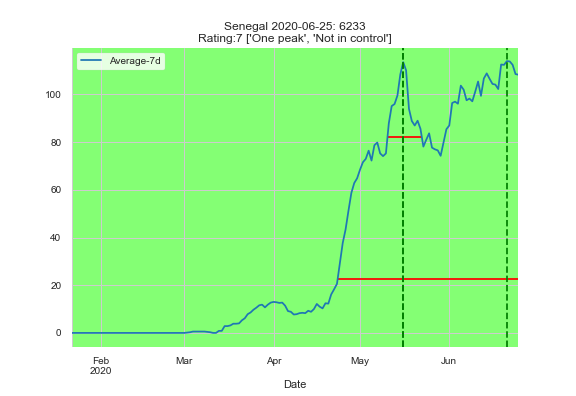 Senegal 2020-06-25: 6233
Rating:7 ['One peak', 'Not in control']
Average-7d
100
80
60
40
20
0
Feb Mar Apr May Jun
2020
Date